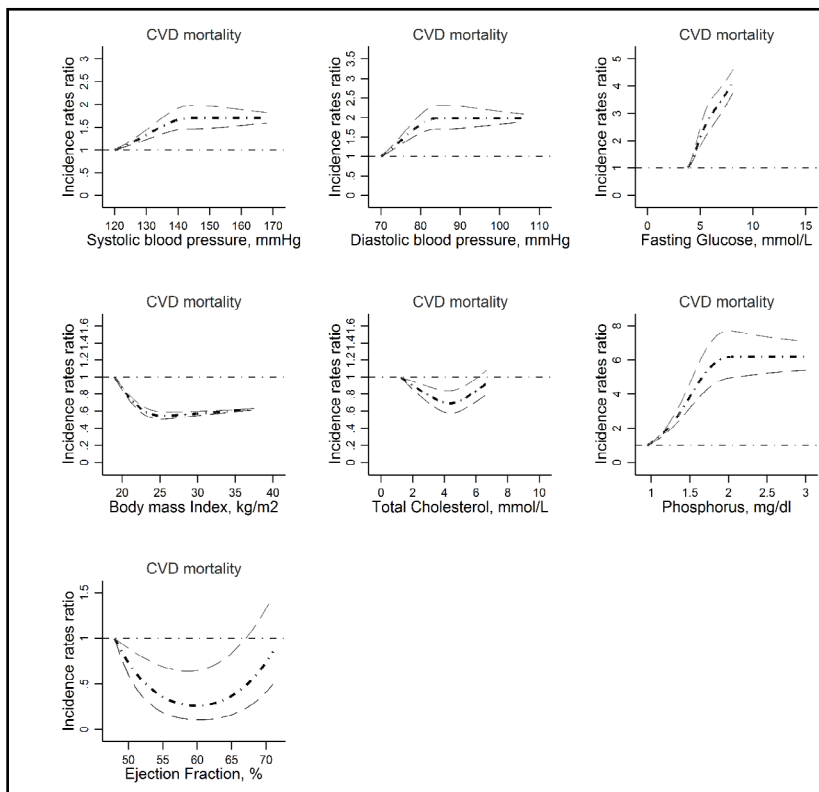 CVD mortality
Incidence rates ratio
0 .5 1 1.5 2 2.5 3
120 130 140 150 160 170
Systolic blood pressure, mmHg
CVD mortality
Incidence rates ratio
0 .5 1 1.5 2 2.5 3 3.5
70 80 90 100 110
Diastolic blood pressure, mmHg
CVD mortality
Incidence rates ratio
0 1 2 3 4 5
0 5 10 15
Fasting Glucose, mmol/L
CVD mortality
Incidence rates ratio
0 .2 .4 .6 .8 1 1.2 1.4 1.6
20 25 30 35 40
Body mass Index, kg/m2
CVD mortality
Incidence rates ratio
0 .2 .4 .6 .8 1 1.2 1.4 1.6
0 2 4 6 8 10
Total Cholesterol, mmol/L
CVD mortality
Incidence rates ratio
0 2 4 6 8
1 1.5 2 2.5 3
Phosphorus, mg/dl
CVD mortality
Incidence rates ratio
0 .5 1 1.5
50 55 60 65 70
Ejection Fraction, %